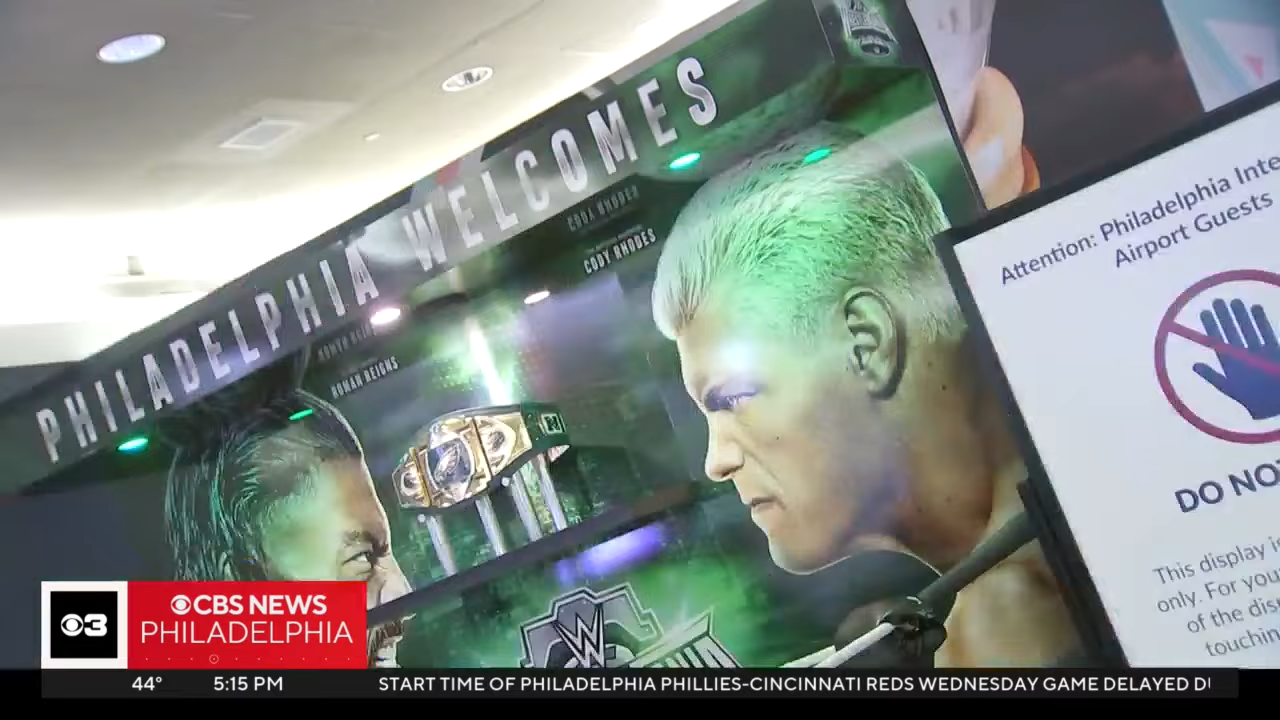 PHILADELPHIA WELCOMES
CODY RHODES
CODY RHODES
ROMAN REIGNS
W
Attention: Philadelphia Inte
Airport Guests
DO NO
This display i
only. For you
of the dis
touchin
3
CBS NEWS
PHILADELPHIA
44° 5:15 PM START TIME OF PHILADELPHIA PHILLIES-CINCINNATI REDS WEDNESDAY GAME DELAYED DU